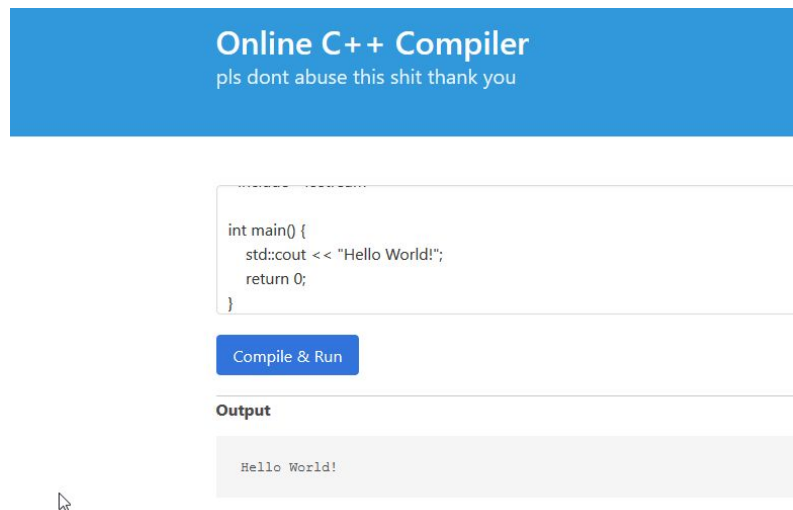 Online C++ Compiler
pls dont abuse this shit thank you
int main() {
std::cout << "Hello World!";
return 0;
}
Compile & Run
Output
Hello World!